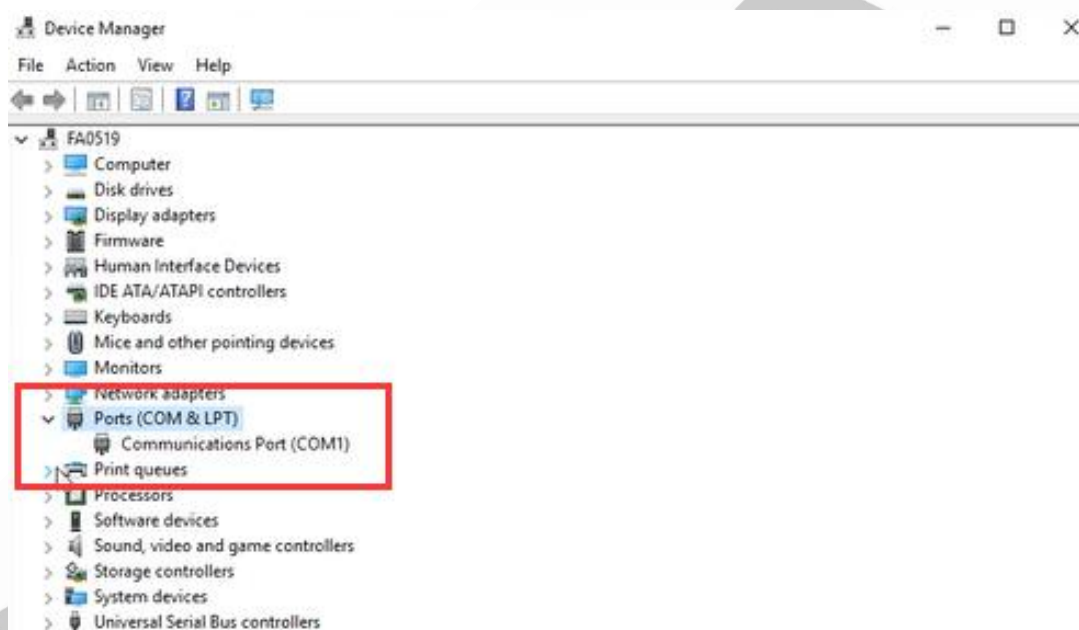 Device Manager
File Action View Help
FA0519
Computer
Disk drives
Display adapters
Firmware
Human Interface Devices
IDE ATA/ATAPI controllers
Keyboards
Mice and other pointing devices
Monitors
Network adapters
Ports (COM & LPT)
Communications Port (COM1)
Print queues
Processors
Software devices
Sound, video and game controllers
Storage controllers
System devices
Universal Serial Bus controllers